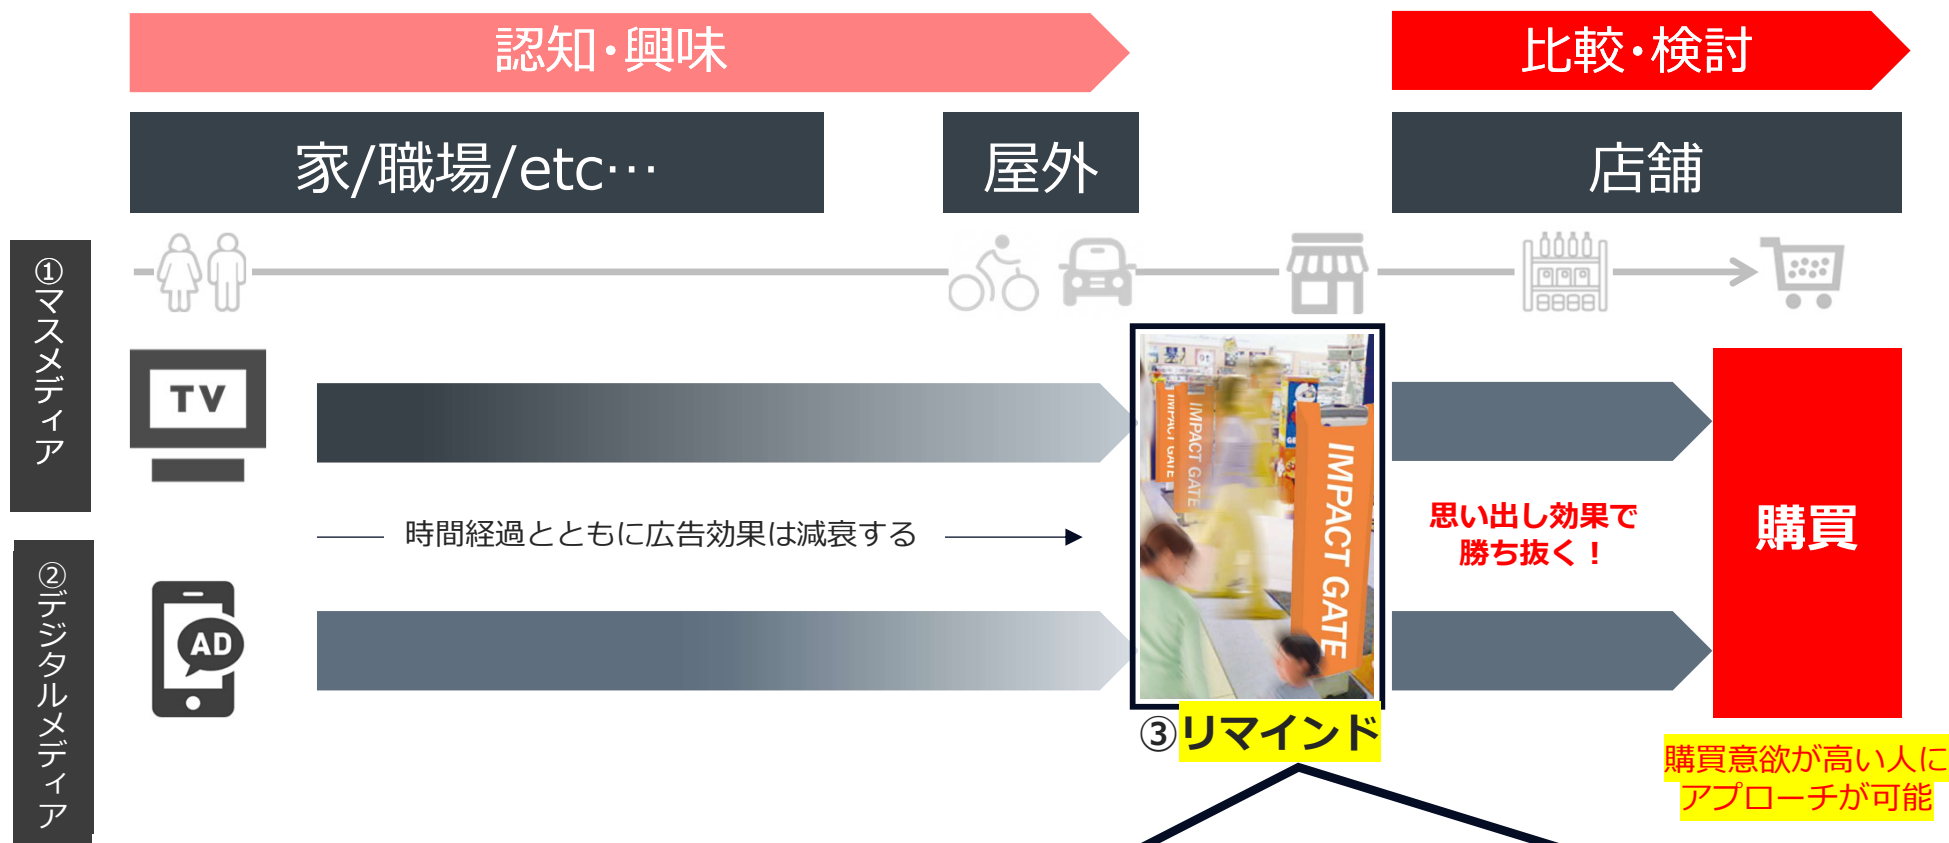 認知・興味
比較・検討
家/職場/etc…
屋外
店舗
①マスメディア
TV
IMPACT GATE
IMPACT GATE
IMPACT GATE
時間経過とともに広告効果は減衰する
思い出し効果で
勝ち抜く！
購買
②デジタルメディア
AD
③リマインド
購買意欲が高い人に
アプローチが可能